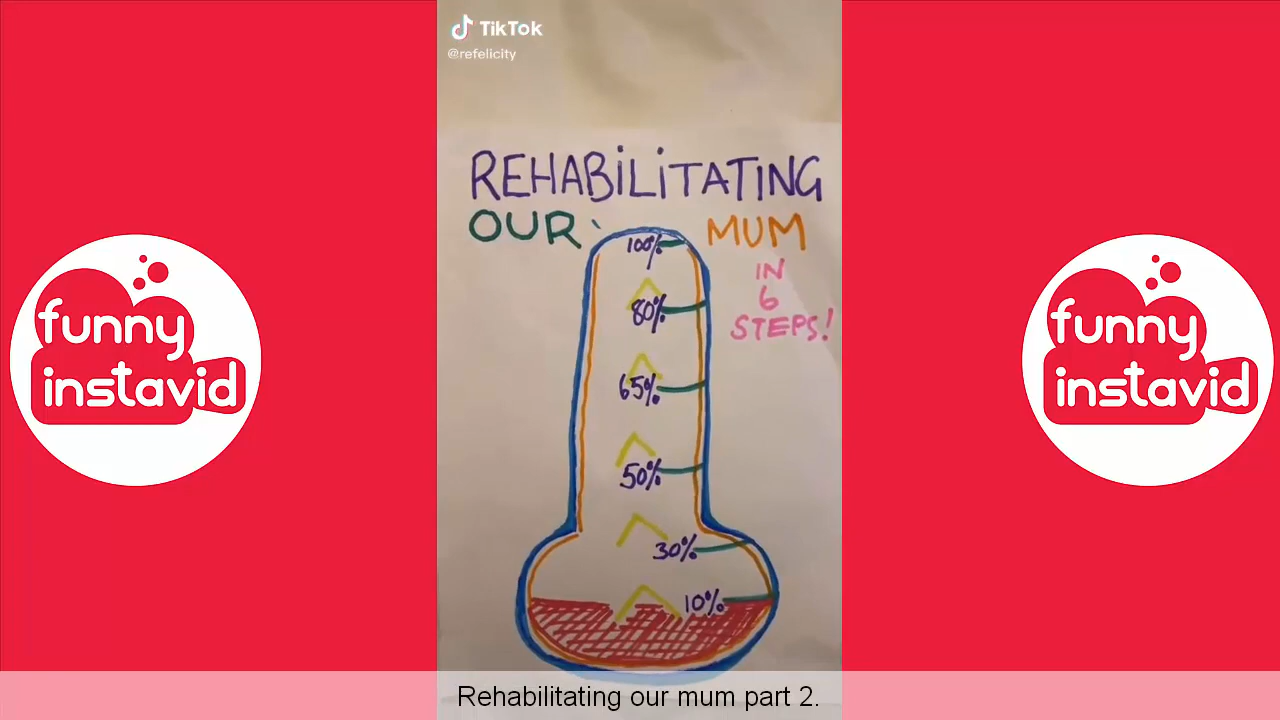 TikTok
@refelicity
REHABiLiTATING
OUR MUM
IN
6
STEPS!
100%
80%
65%
50%
30%
10%
funny
instavid
funny
instavid
Rehabilitating our mum part 2.